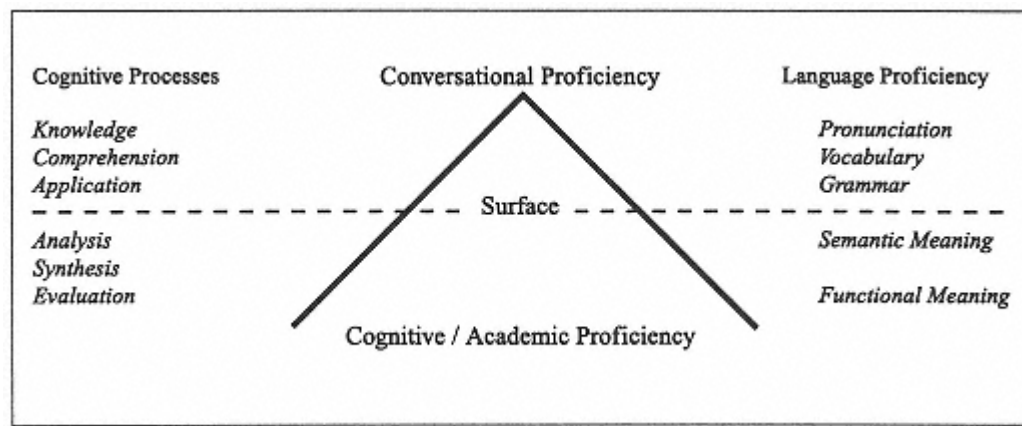 Cognitive Processes
Conversational Proficiency
Language Proficiency
Knowledge
Comprehension
Application
Pronunciation
Vocabulary
Grammar
Surface
Analysis
Synthesis
Evaluation
Semantic Meaning
Functional Meaning
Cognitive / Academic Proficiency